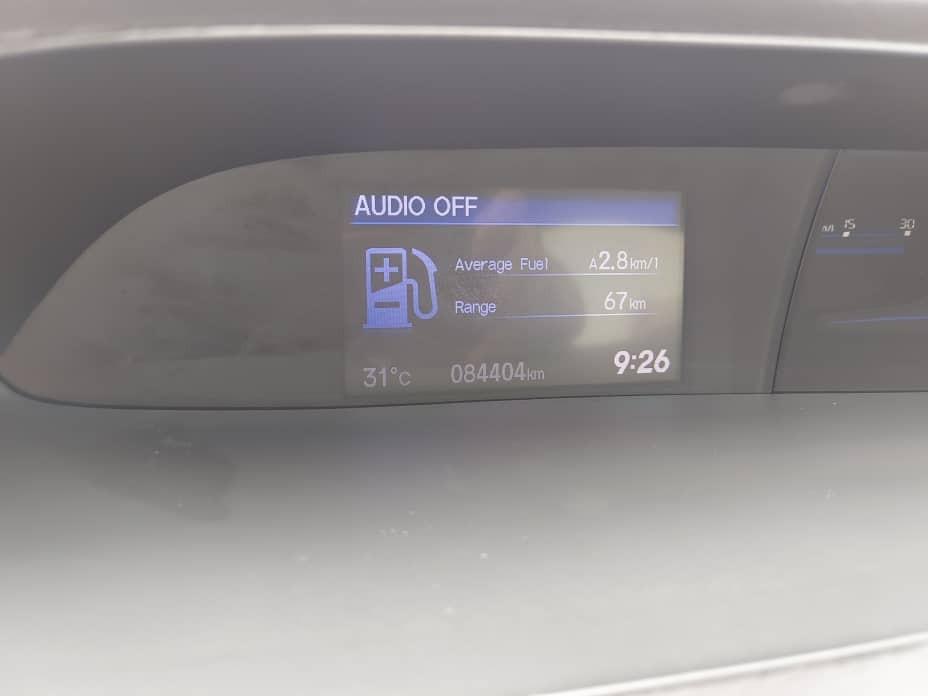 AUDIO OFF
15 30
Average Fuel A2.8km/l
Range 67km
31°C 084404km 9:26